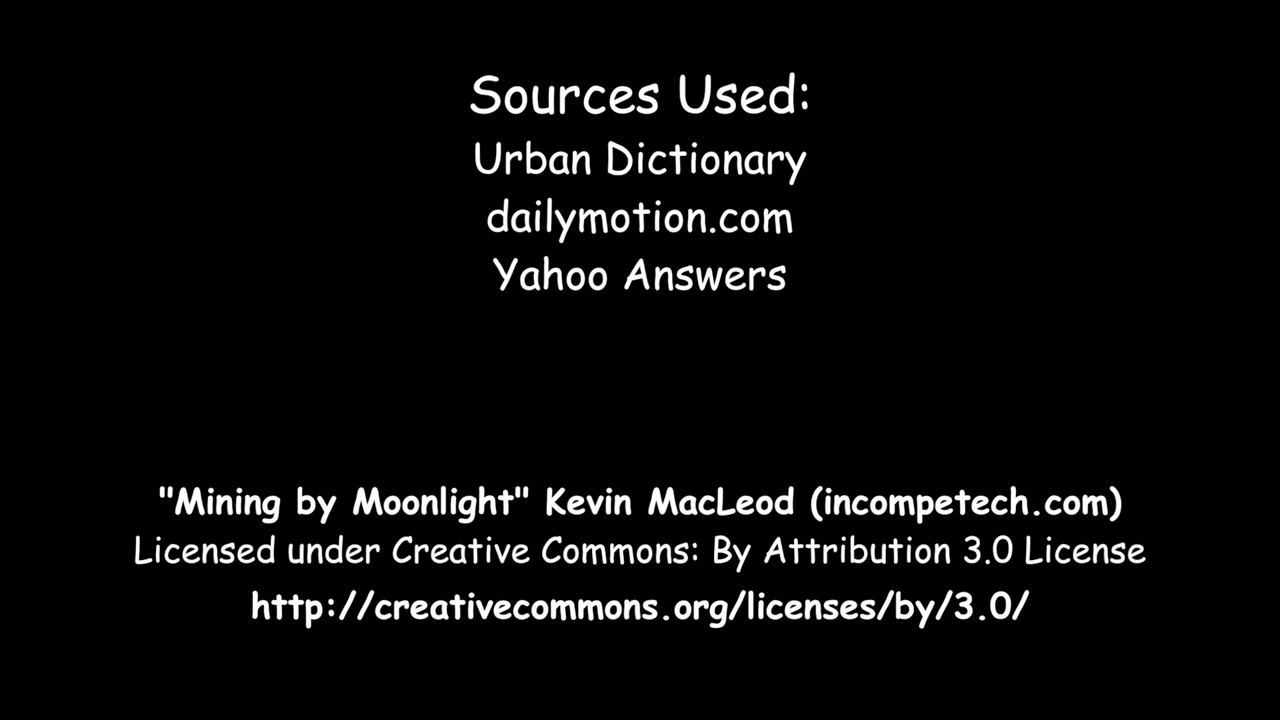 Sources Used:
Urban Dictionary
dailymotion.com
Yahoo Answers
"Mining by Moonlight" Kevin MacLeod (incompetech.com)
Licensed under Creative Commons: By Attribution 3.0 License
http://creativecommons.org/licenses/by/3.0/